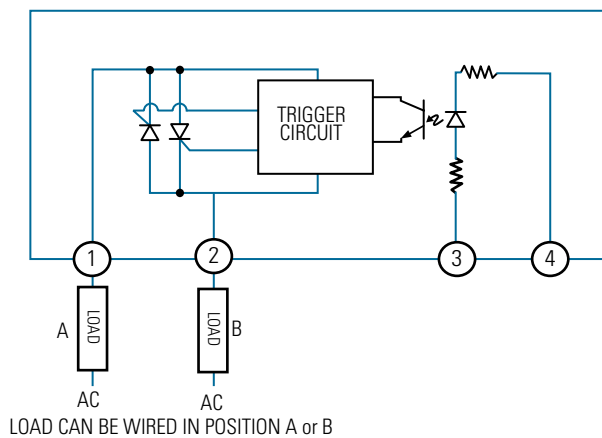 TRIGGER
CIRCUIT
1
2
3
4
A
LOAD
LOAD
B
AC
AC
LOAD CAN BE WIRED IN POSITION A or B